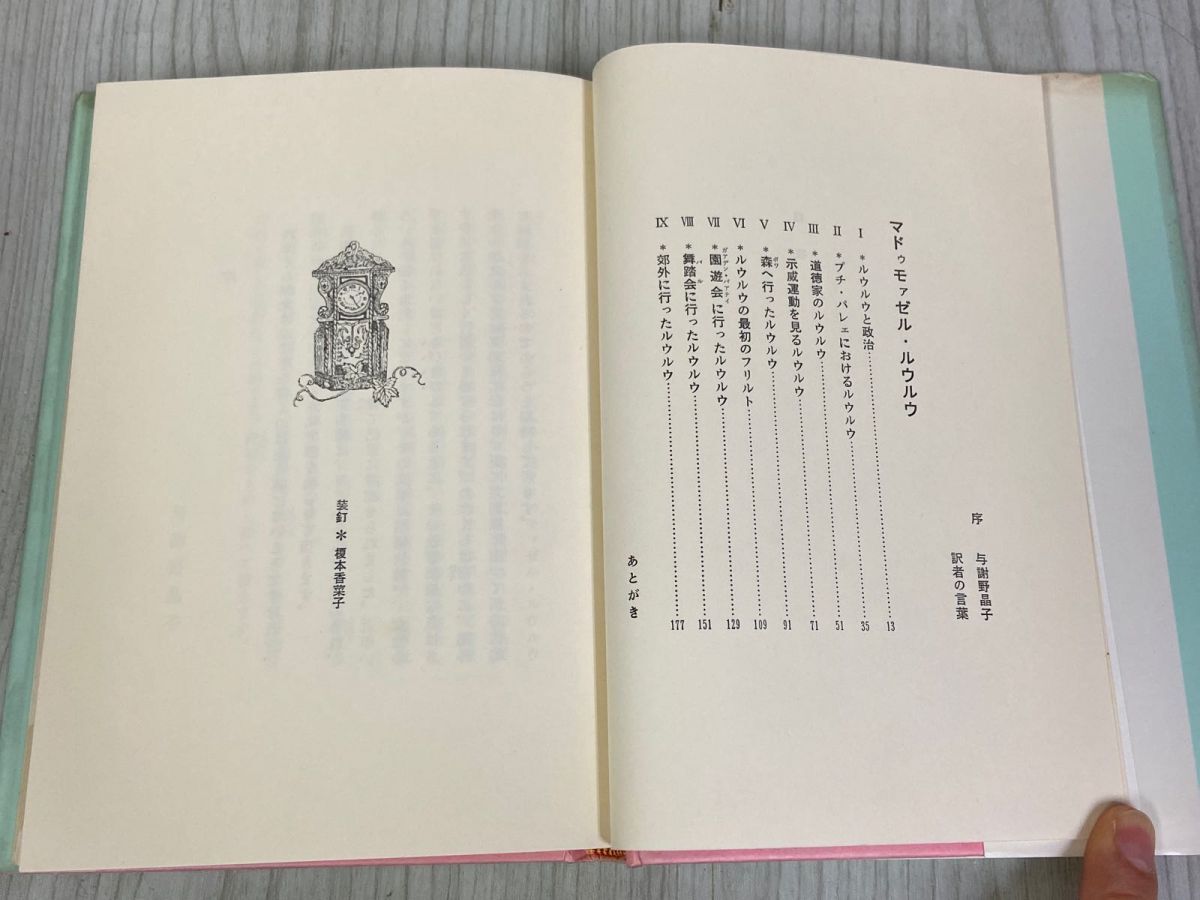 序　与謝野晶子
訳者の言葉
マドゥモァゼル・ルウルウ
Ⅰ ＊ルウルウと政治……13
Ⅱ ＊プチ・パレェにおけるルウルウ……35
Ⅲ ＊道徳家のルウルウ……51
Ⅳ ＊示威運動を見るルウルウ……71
Ⅴ ＊森へ行ったルウルウ……91
Ⅵ ＊ルウルウの最初のフリルト……109
Ⅶ ＊園遊会に行ったルウルウ……129
Ⅷ ＊舞踏会に行ったルウルウ……151
Ⅸ ＊郊外に行ったルウルウ……177
あとがき
装釘＊榎本香菜子